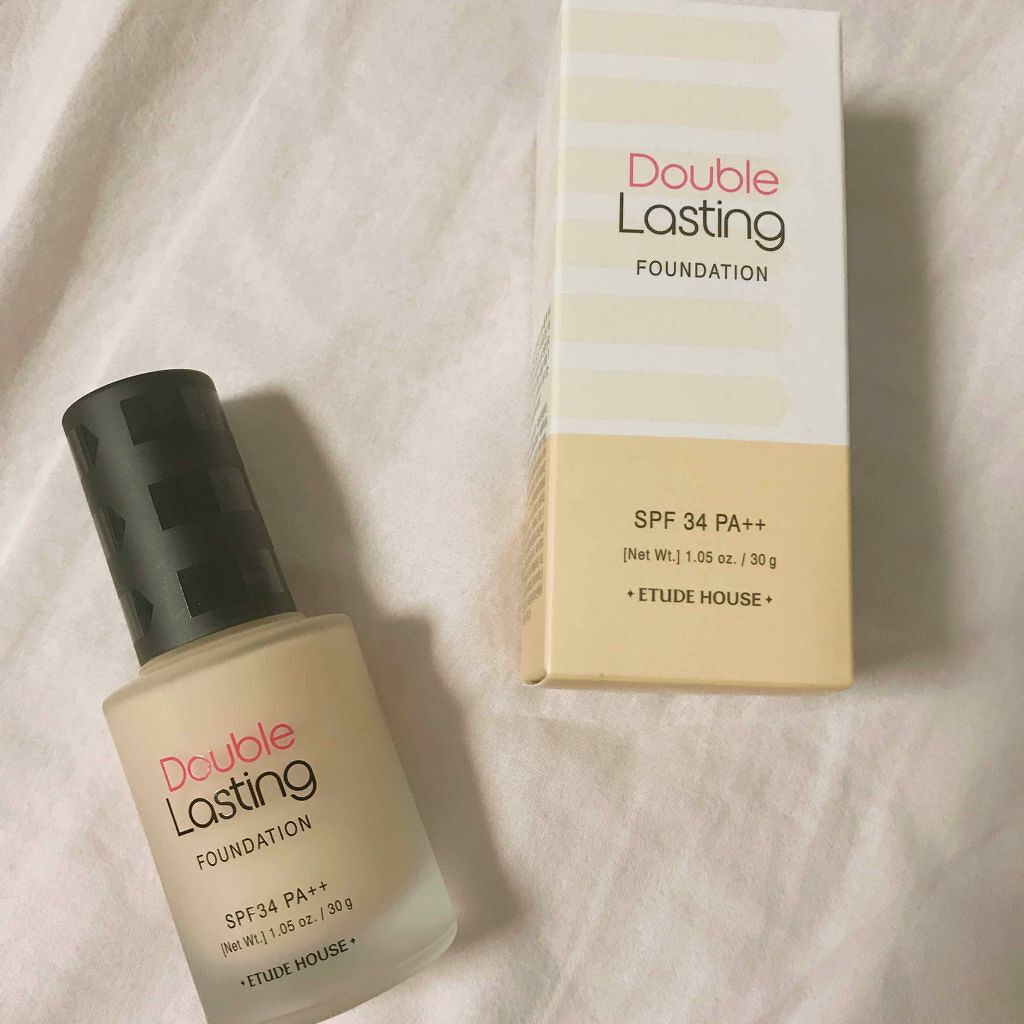 Double
Lasting
FOUNDATION
SPF 34 PA++
[Net Wt.] 1.05 oz. / 30 g
✦ ETUDE HOUSE ✦
Double
Lasting
FOUNDATION
SPF34 PA++
[Net Wt.] 1.05 oz. / 30 g
✦ ETUDE HOUSE ✦